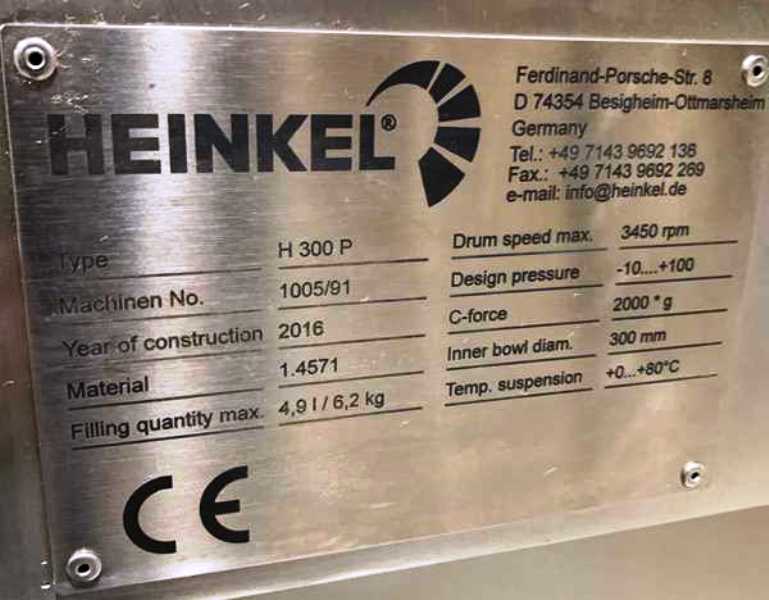 HEINKEL®
Ferdinand-Porsche-Str. 8
D 74354 Besigheim-Ottmarsheim
Germany
Tel.: +49 7143 9692 136
Fax.: +49 7143 9692 269
e-mail: info@heinkel.de
Type H 300 P
Machinen No. 1005/91
Year of construction 2016
Material 1.4571
Filling quantity max. 4,9 l / 6,2 kg
Drum speed max. 3450 rpm
Design pressure -10....+100
C-force 2000 * g
Inner bowl diam. 300 mm
Temp. suspension +0...+80°C
CE